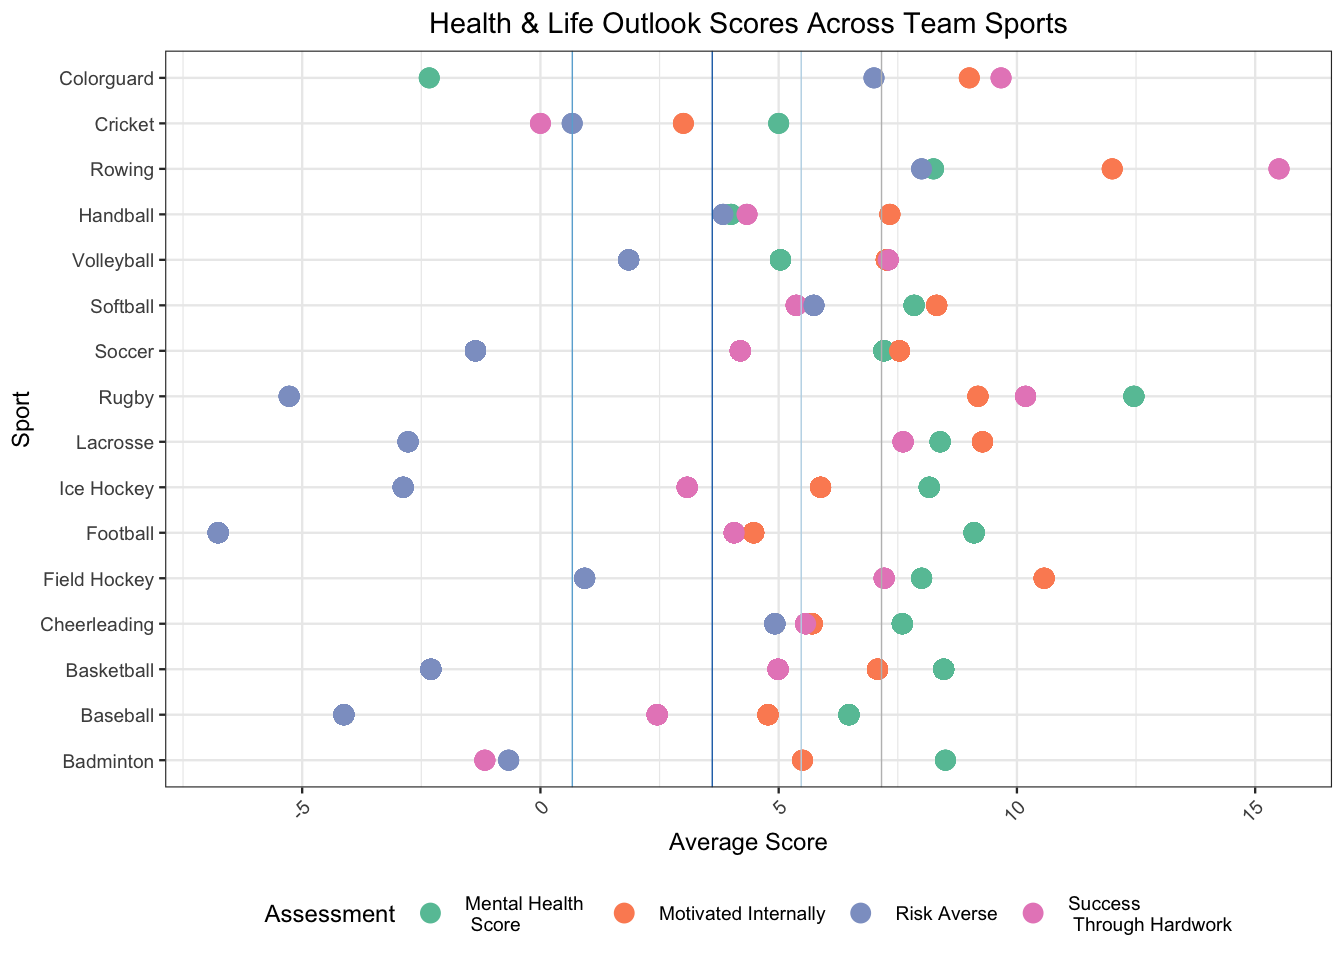 Health & Life Outlook Scores Across Team Sports
Sport
Colorguard
Cricket
Rowing
Handball
Volleyball
Softball
Soccer
Rugby
Lacrosse
Ice Hockey
Football
Field Hockey
Cheerleading
Basketball
Baseball
Badminton
-5
0
5
10
15
Average Score
Assessment
Mental Health
Score
Motivated Internally
Risk Averse
Success
Through Hardwork